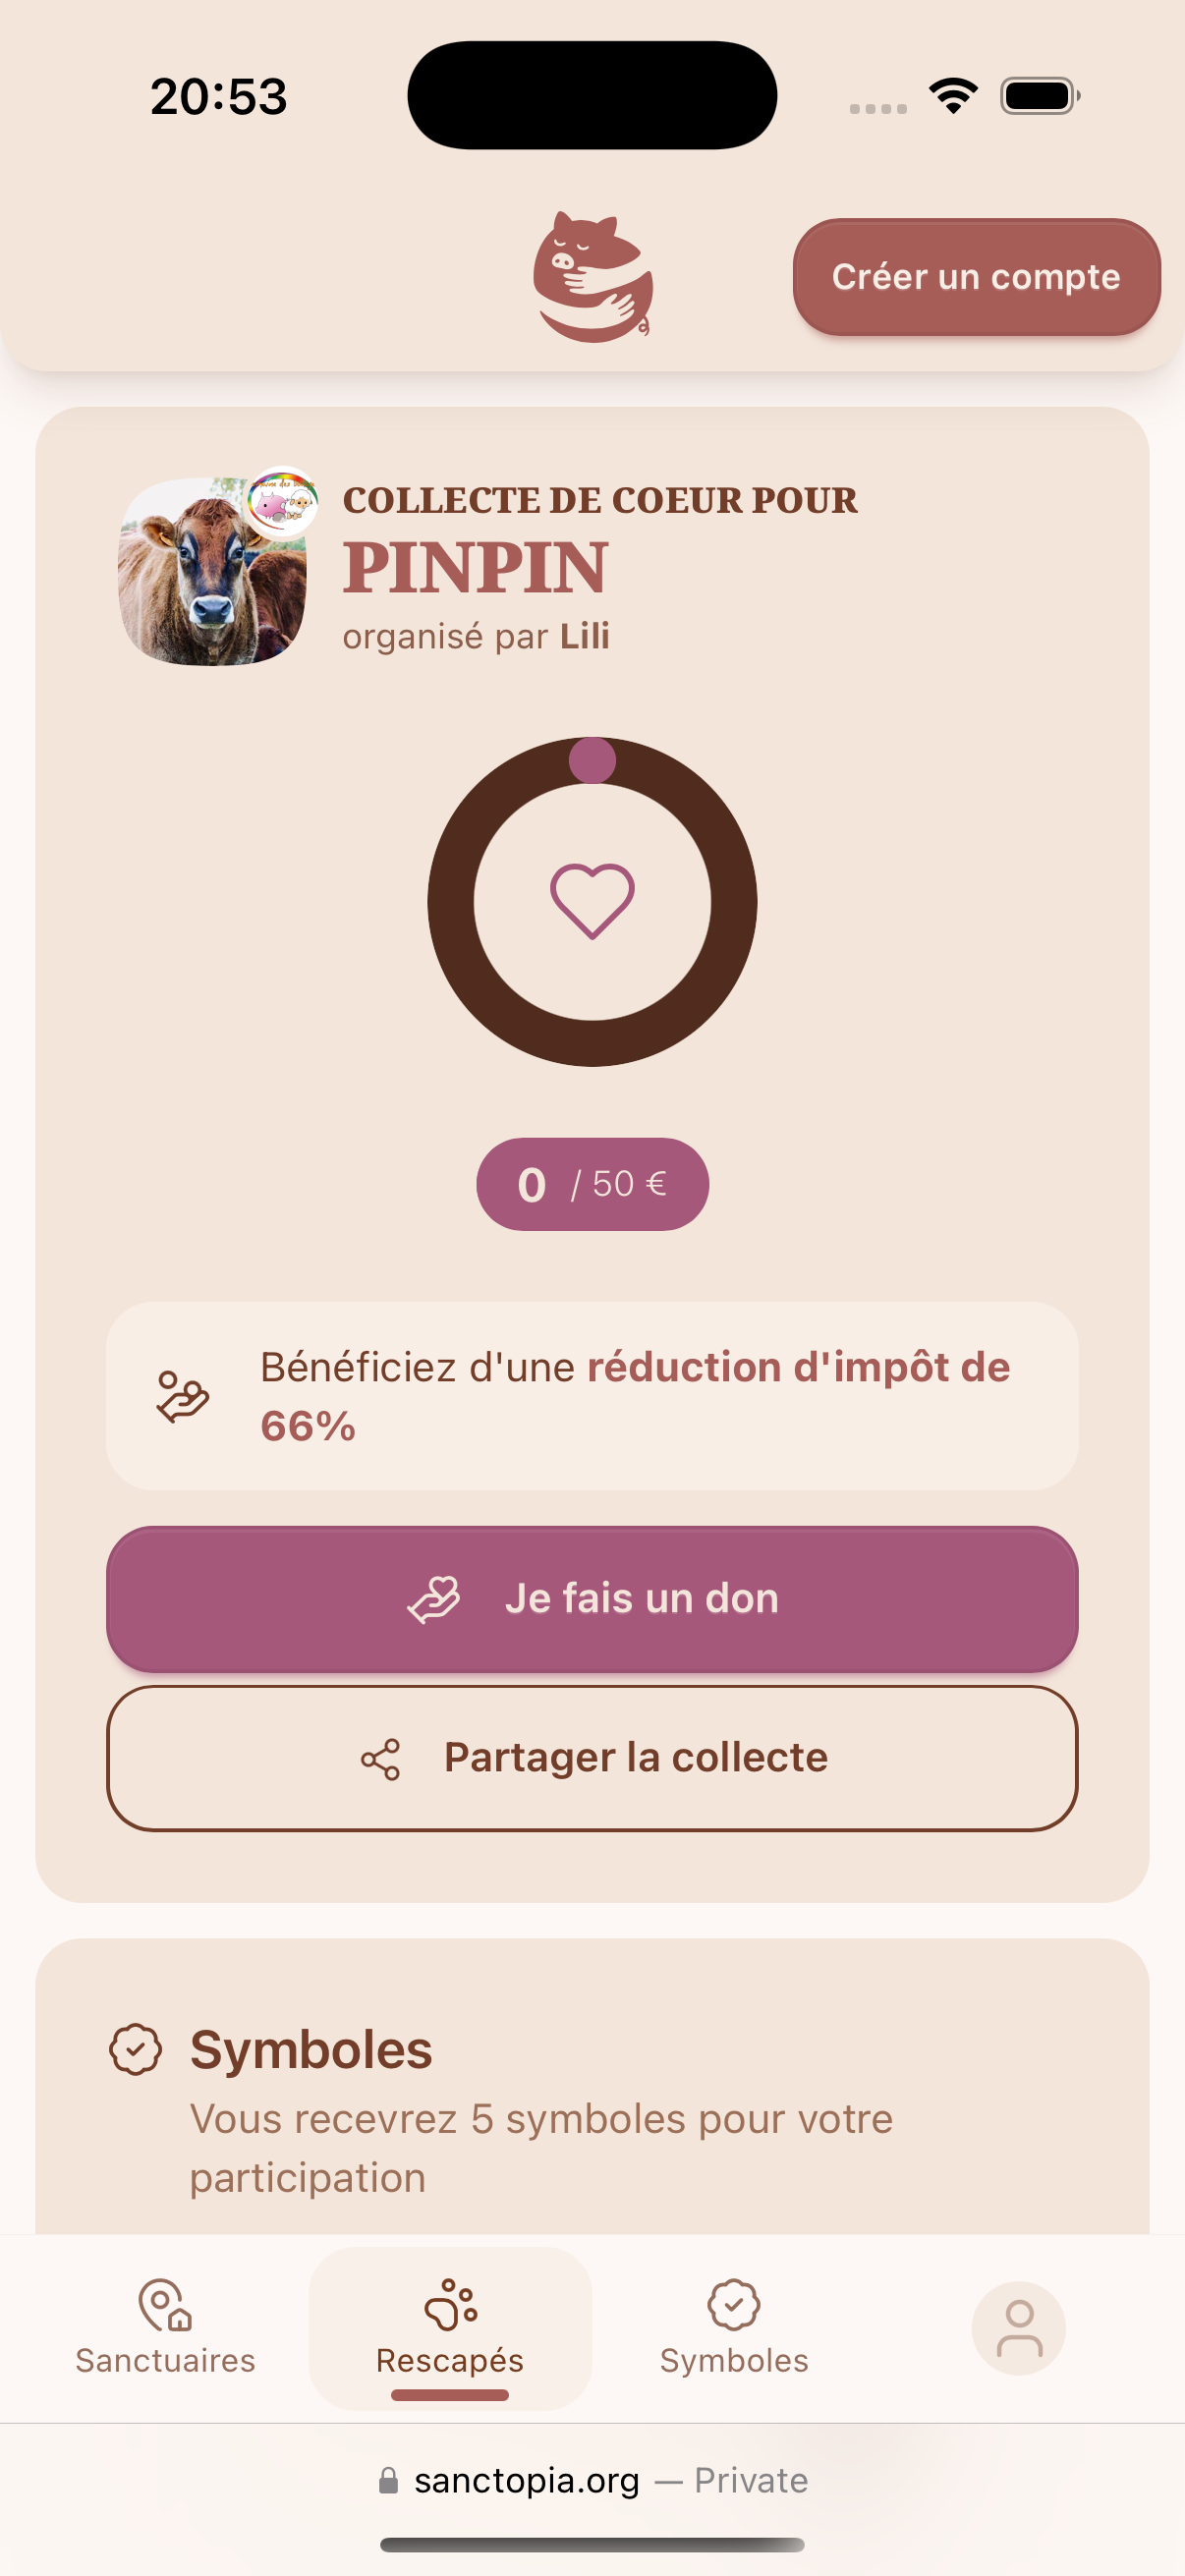 20:53
Créer un compte
COLLECTE DE COEUR POUR
PINPIN
organisé par Lili
0 / 50 €
Bénéficiez d'une réduction d'impôt de
66%
Je fais un don
Partager la collecte
Symboles
Vous recevrez 5 symboles pour votre
participation
Sanctuaires
Rescapés
Symboles
sanctopia.org — Private